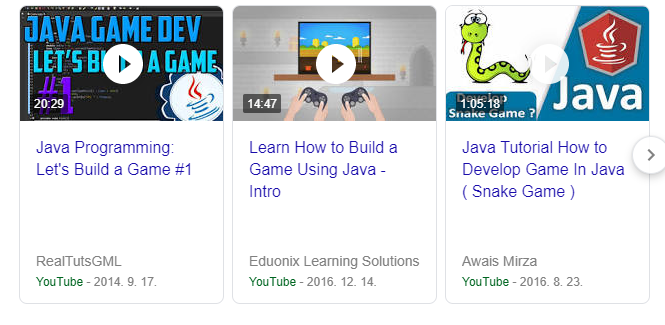 JAVA GAME DEV
LET'S BUILD A GAME
#1
20:29
Java Programming:
Let's Build a Game #1
RealTutsGML
YouTube - 2014. 9. 17.
14:47
Learn How to Build a
Game Using Java -
Intro
Eduonix Learning Solutions
YouTube - 2016. 12. 14.
Develop
Snake Game ?
Java
1:05:18
Java Tutorial How to
Develop Game In Java
( Snake Game )
Awais Mirza
YouTube - 2016. 8. 23.